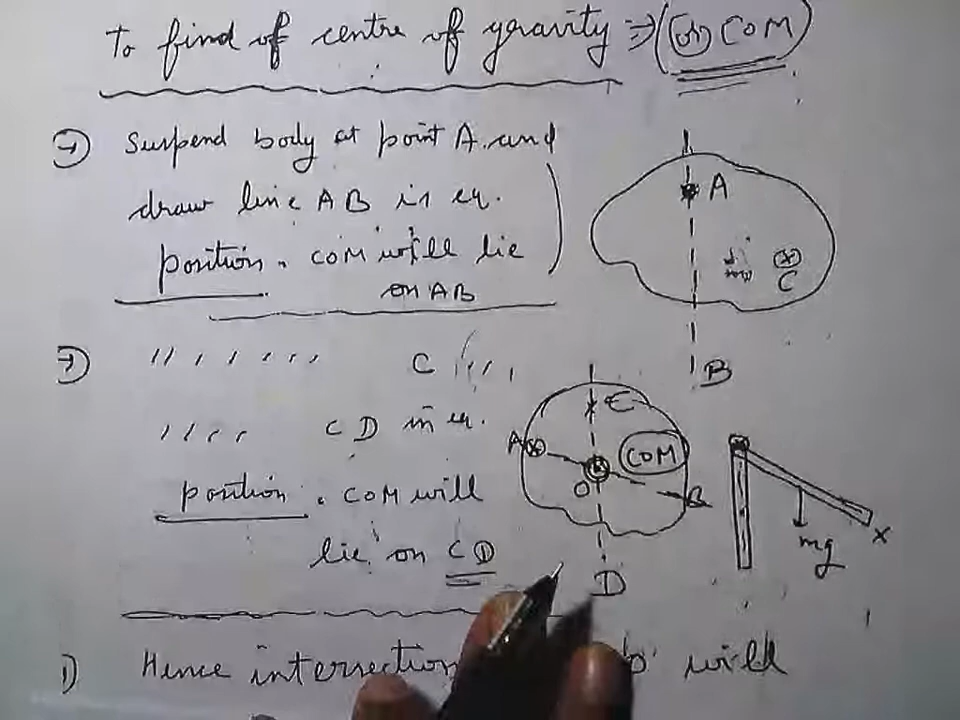 To find of centre of gravity ⇒ (or) COM
Suspend body at point A. and
draw line AB in eq.
position. COM will lie
on AB
A
C
B
〃 , , , , , , C , , , ,
, , , , CD in eq.
position. COM will
lie on CD
C
A
COM
O
B
D
mg
X
1) Hence intersection 'O' will